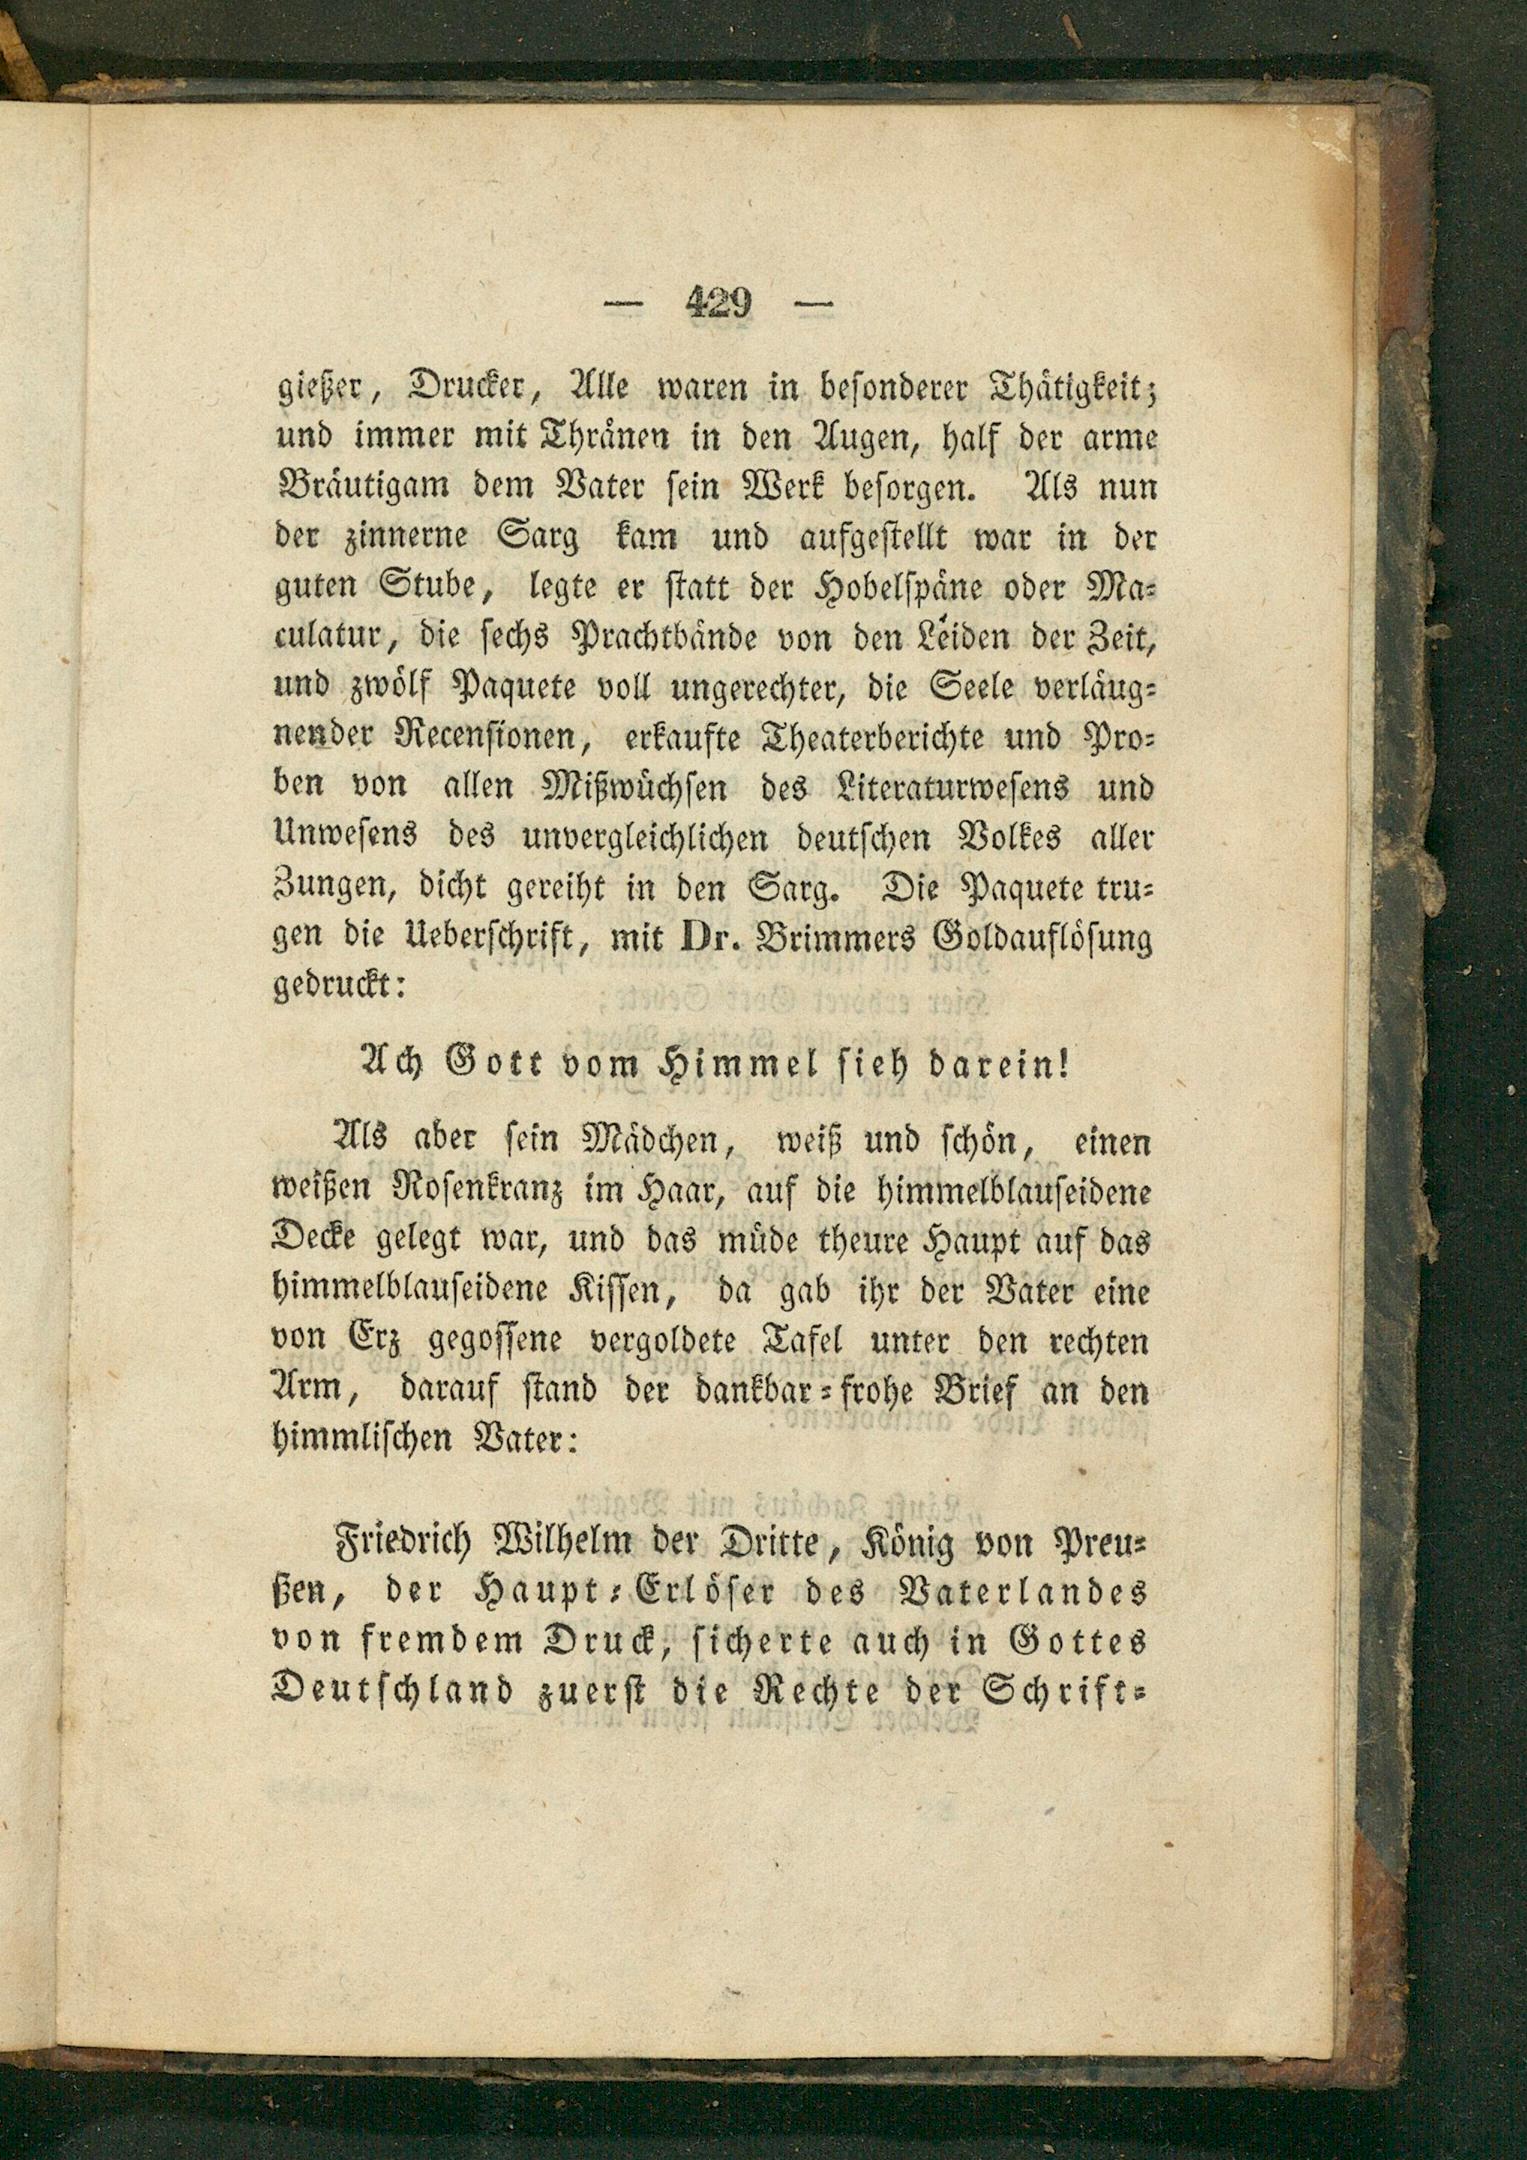 — 429 —
gießer, Drucker, Alle waren in besonderer Thätigkeit;
und immer mit Thränen in den Augen, half der arme
Bräutigam dem Vater sein Werk besorgen. Als nun
der zinnerne Sarg kam und aufgestellt war in der
guten Stube, legte er statt der Hobelspäne oder Ma-
culatur, die sechs Prachtbände von den Leiden der Zeit,
und zwölf Paquete voll ungerechter, die Seele verläug-
nender Recensionen, erkaufte Theaterberichte und Pro-
ben von allen Mißwüchsen des Literaturwesens und
Unwesens des unvergleichlichen deutschen Volkes aller
Zungen, dicht gereiht in den Sarg. Die Paquete tru-
gen die Ueberschrift, mit Dr. Brimmers Goldauflösung
gedruckt:
Ach Gott vom Himmel sieh darein!
Als aber sein Mädchen, weiß und schön, einen
weißen Rosenkranz im Haar, auf die himmelblauseidene
Decke gelegt war, und das müde theure Haupt auf das
himmelblauseidene Kissen, da gab ihr der Vater eine
von Erz gegossene vergoldete Tafel unter den rechten
Arm, darauf stand der dankbar-frohe Brief an den
himmlischen Vater:
Friedrich Wilhelm der Dritte, König von Preu-
ßen, der Haupt-Erlöser des Vaterlandes
von fremdem Druck, sicherte auch in Gottes
Deutschland zuerst die Rechte der Schrift-